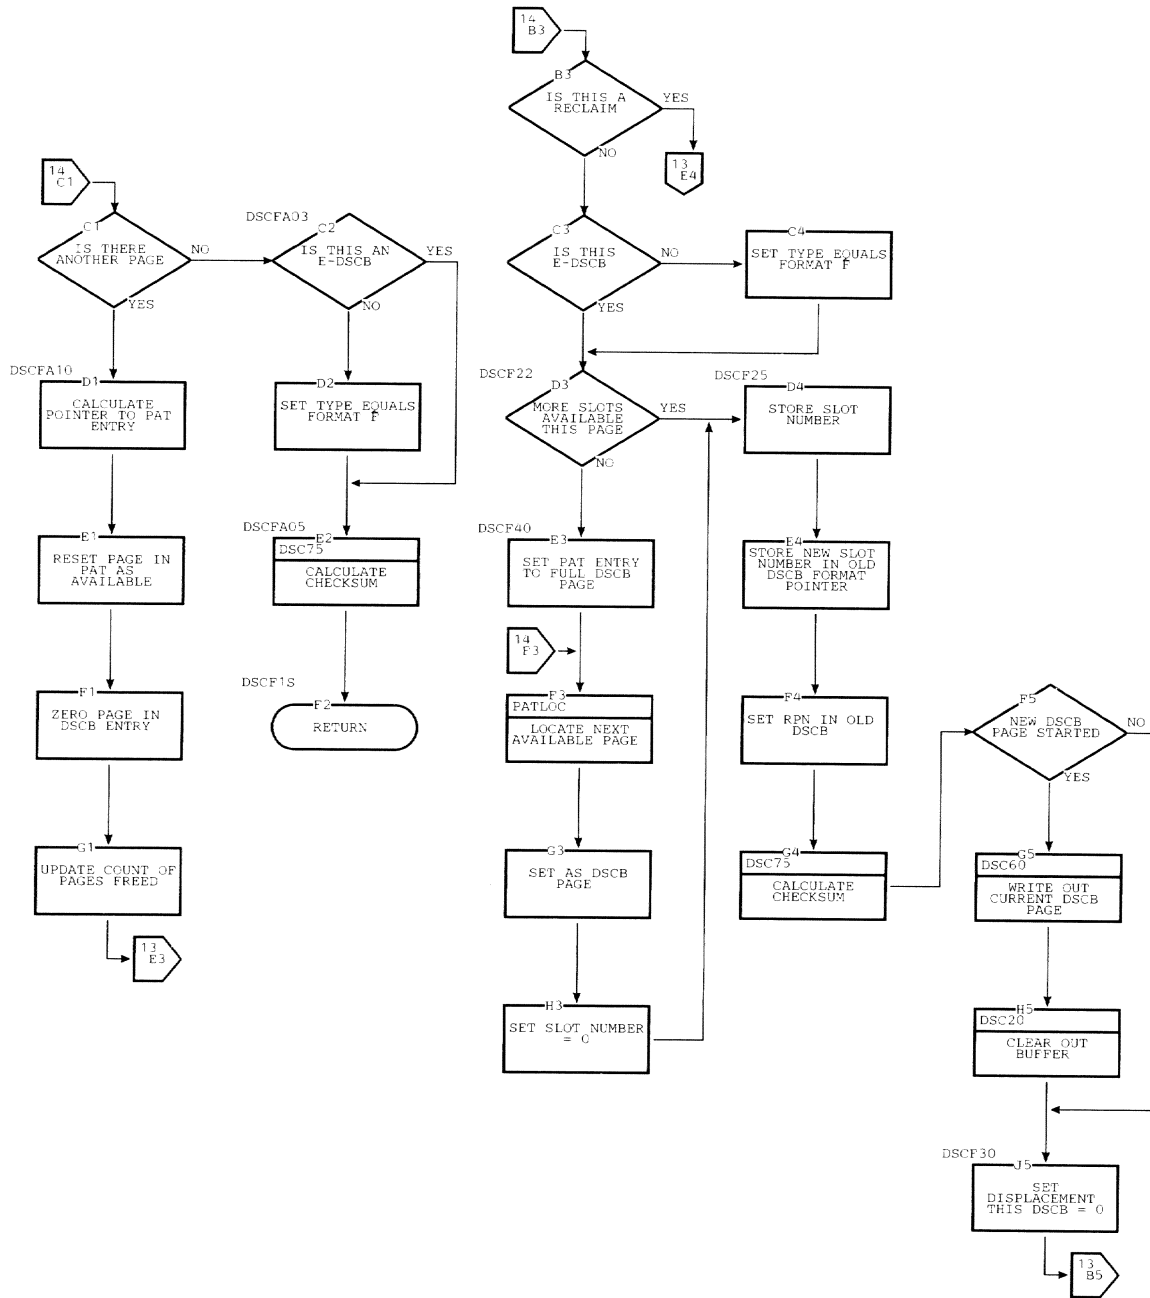 14
B3
B3
IS THIS A
RECLAIM
YES
NO
13
E4
14
C1
C1
IS THERE
ANOTHER PAGE
NO
YES
DSCFA03
C2
IS THIS AN
E-DSCB
YES
NO
C3
IS THIS
E-DSCB
NO
YES
C4
SET TYPE EQUALS
FORMAT F
DSCFA10
D1
CALCULATE
POINTER TO PAT
ENTRY
D2
SET TYPE EQUALS
FORMAT F
DSCF22
D3
MORE SLOTS
AVAILABLE
THIS PAGE
YES
NO
DSCF25
D4
STORE SLOT
NUMBER
E1
RESET PAGE IN
PAT AS
AVAILABLE
DSCFA05
E2
DSC75
CALCULATE
CHECKSUM
DSCF40
E3
SET PAT ENTRY
TO FULL DSCB
PAGE
E4
STORE NEW SLOT
NUMBER IN OLD
DSCB FORMAT
POINTER
14
F3
F1
ZERO PAGE IN
DSCB ENTRY
DSCF1S
F2
RETURN
F3
PATLOC
LOCATE NEXT
AVAILABLE PAGE
F4
SET RPN IN OLD
DSCB
F5
NEW DSCB
PAGE STARTED
NO
YES
G1
UPDATE COUNT OF
PAGES FREED
13
E3
G3
SET AS DSCB
PAGE
G4
DSC75
CALCULATE
CHECKSUM
G5
DSC60
WRITE OUT
CURRENT DSCB
PAGE
H3
SET SLOT NUMBER
= 0
H5
DSC20
CLEAR OUT
BUFFER
DSCF30
J5
SET
DISPLACEMENT
THIS DSCB = 0
13
B5